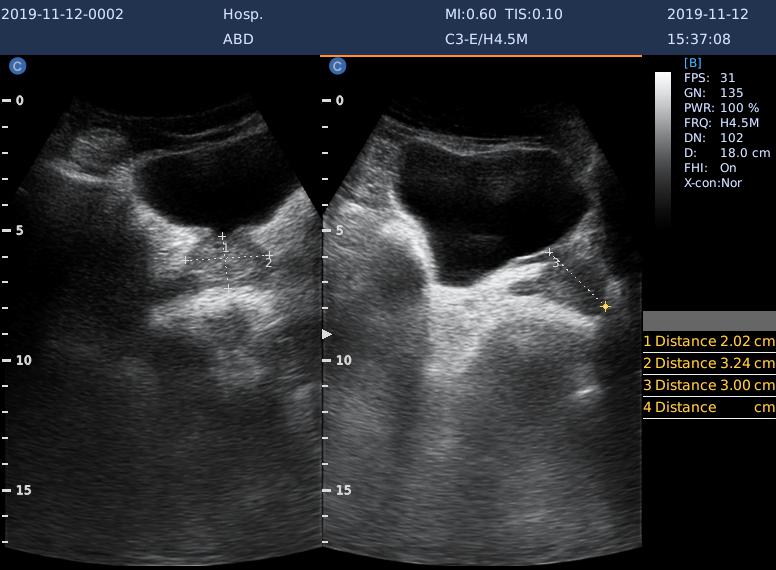 2019-11-12-0002 Hosp. MI:0.60 TIS:0.10 2019-11-12
ABD C3-E/H4.5M 15:37:08
C C
[B]
FPS: 31
GN: 135
PWR: 100 %
FRQ: H4.5M
DN: 102
D: 18.0 cm
FHI: On
X-con:Nor
0 0
5 5
1
2 3
10 10
15 15
1 Distance 2.02 cm
2 Distance 3.24 cm
3 Distance 3.00 cm
4 Distance cm